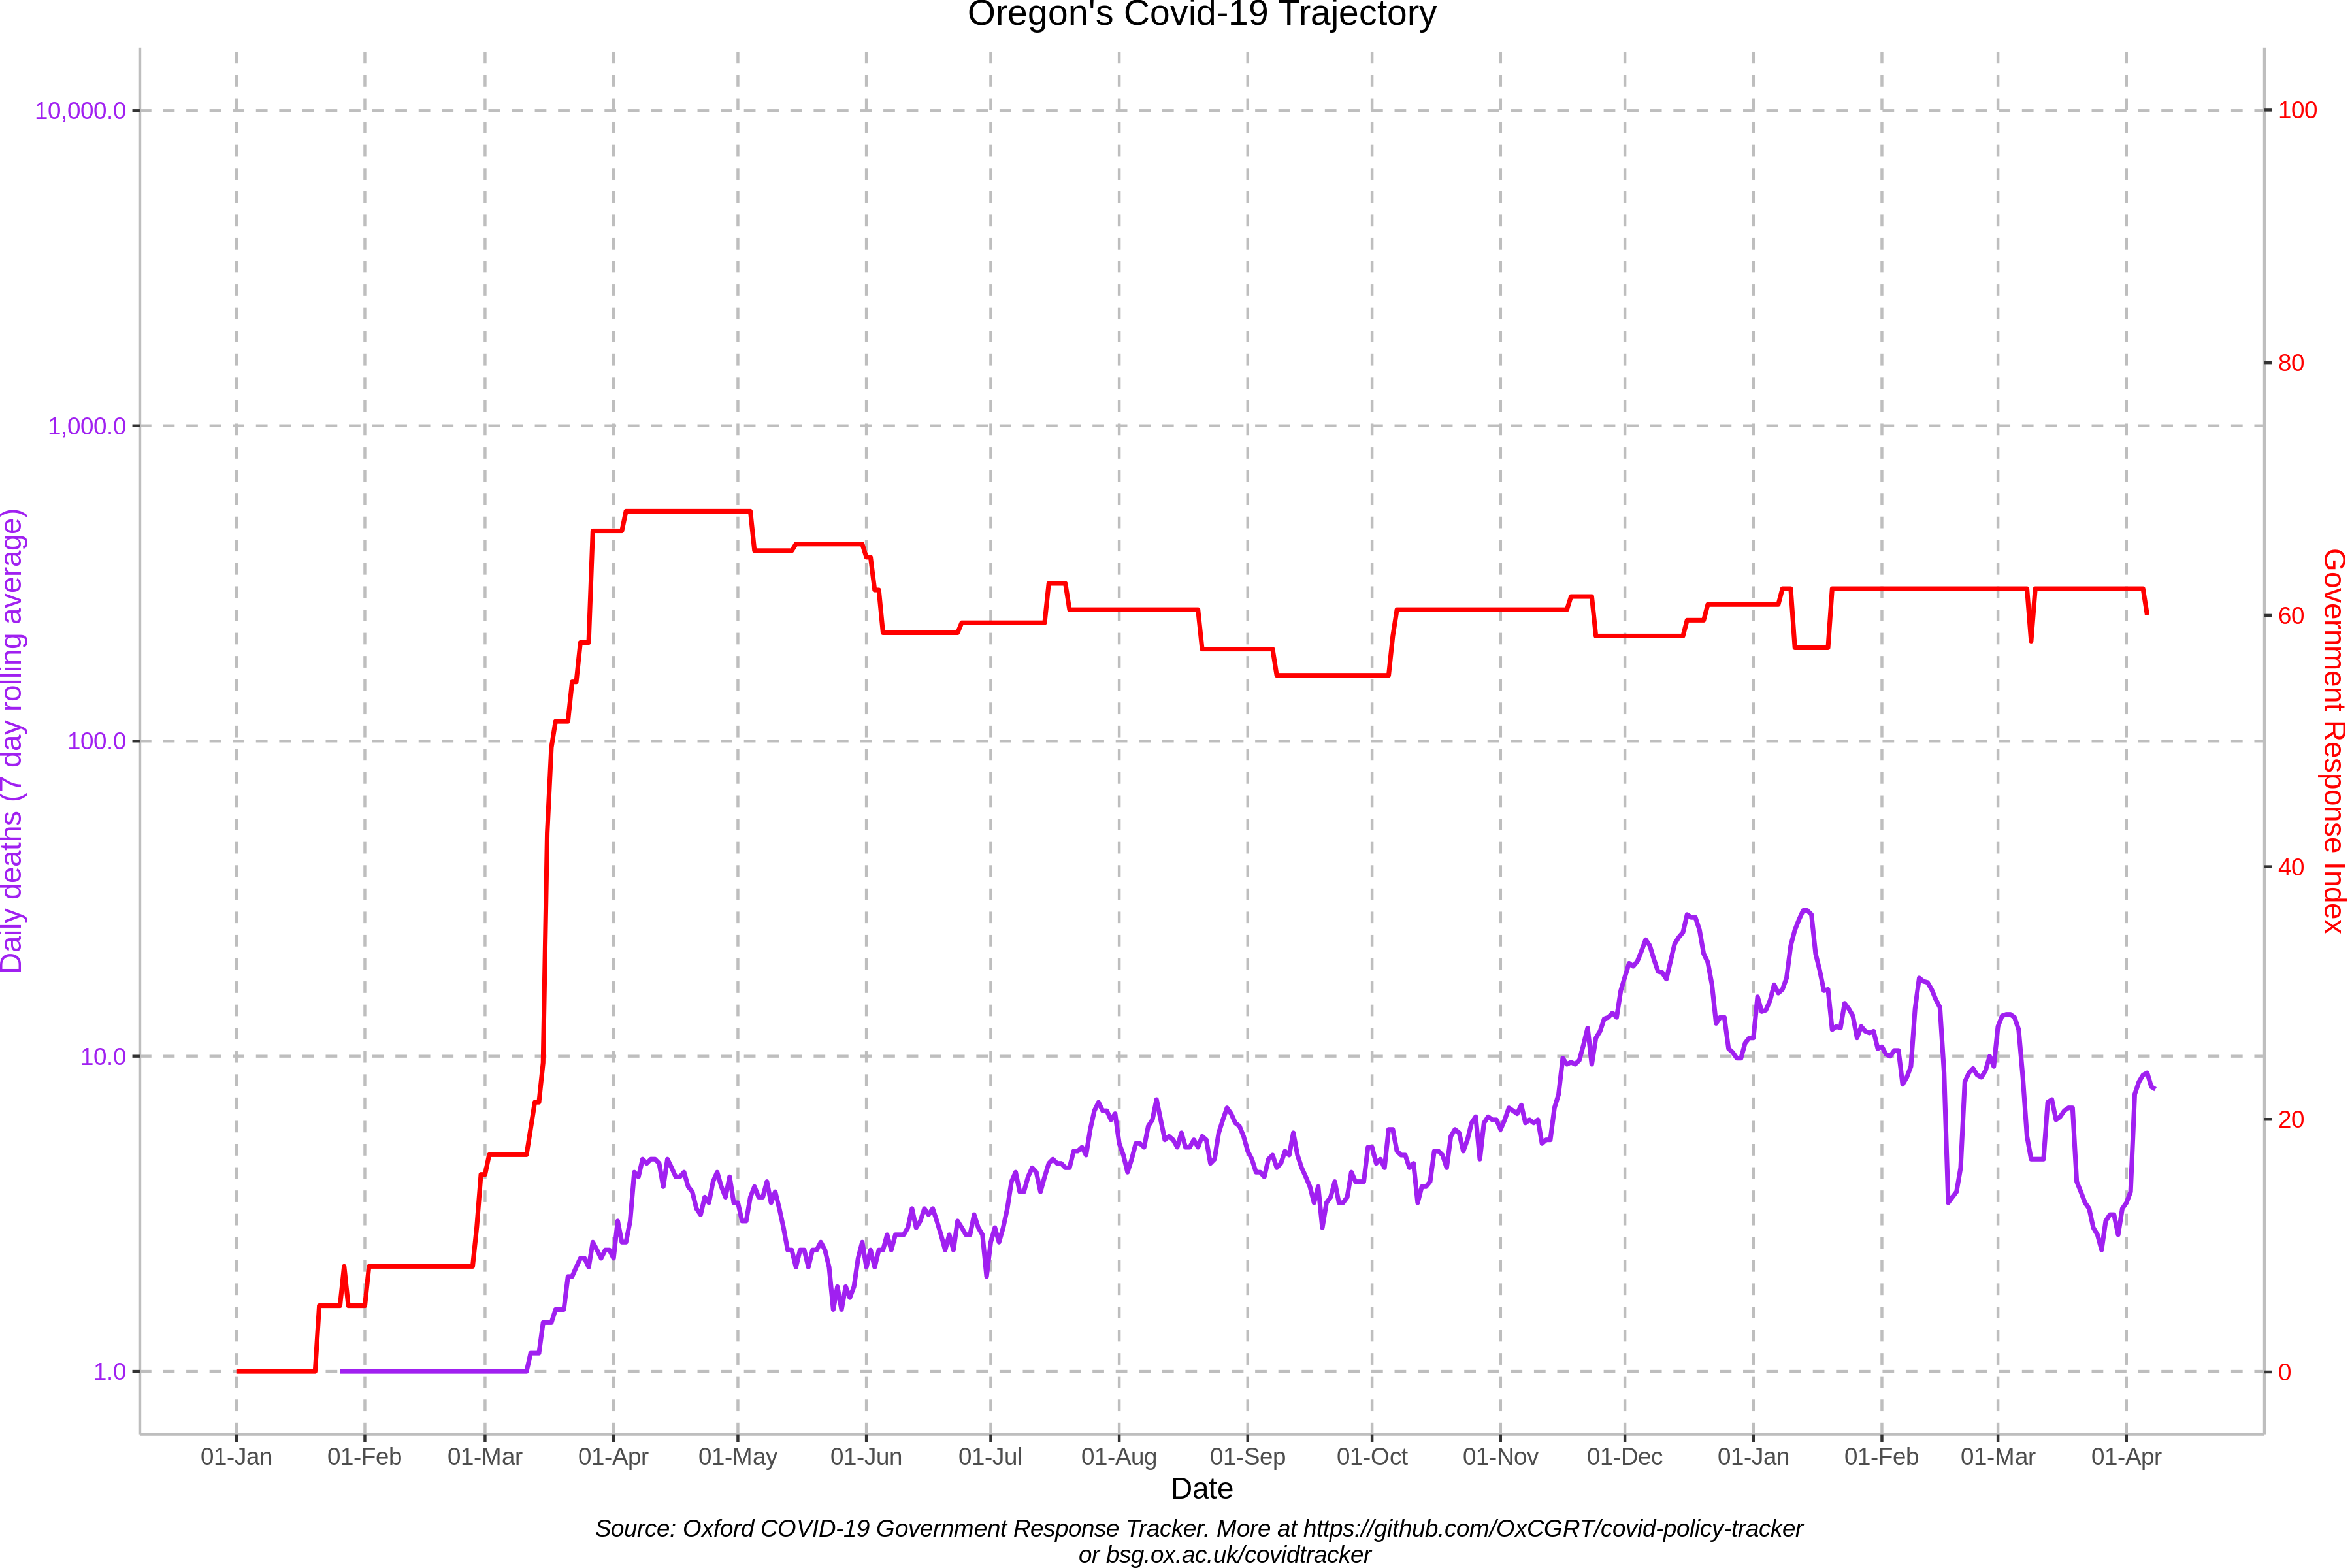 Oregon's Covid-19 Trajectory
10,000.0
1,000.0
100.0
10.0
1.0
Daily deaths (7 day rolling average)
100
80
60
40
20
0
Government Response Index
01-Jan 01-Feb 01-Mar 01-Apr 01-May 01-Jun 01-Jul 01-Aug 01-Sep 01-Oct 01-Nov 01-Dec 01-Jan 01-Feb 01-Mar 01-Apr
Date
Source: Oxford COVID-19 Government Response Tracker. More at https://github.com/OxCGRT/covid-policy-tracker
or bsg.ox.ac.uk/covidtracker